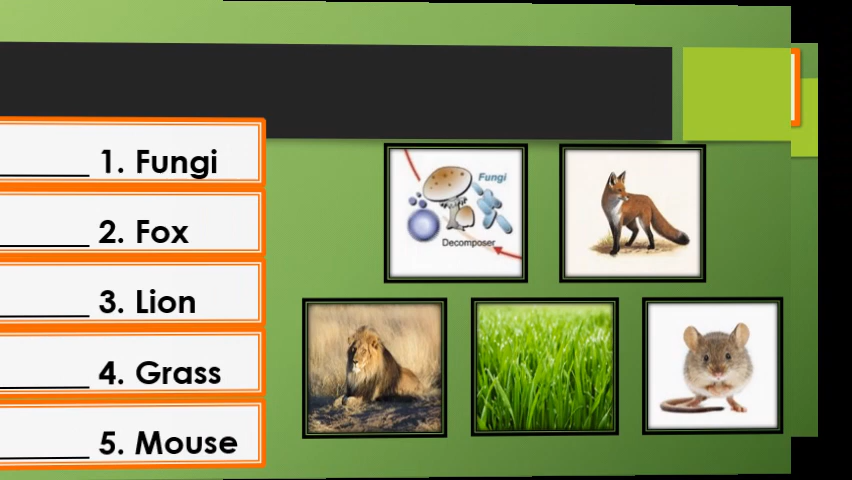 _______ 1. Fungi
_______ 2. Fox
_______ 3. Lion
_______ 4. Grass
_______ 5. Mouse
Fungi
Decomposer